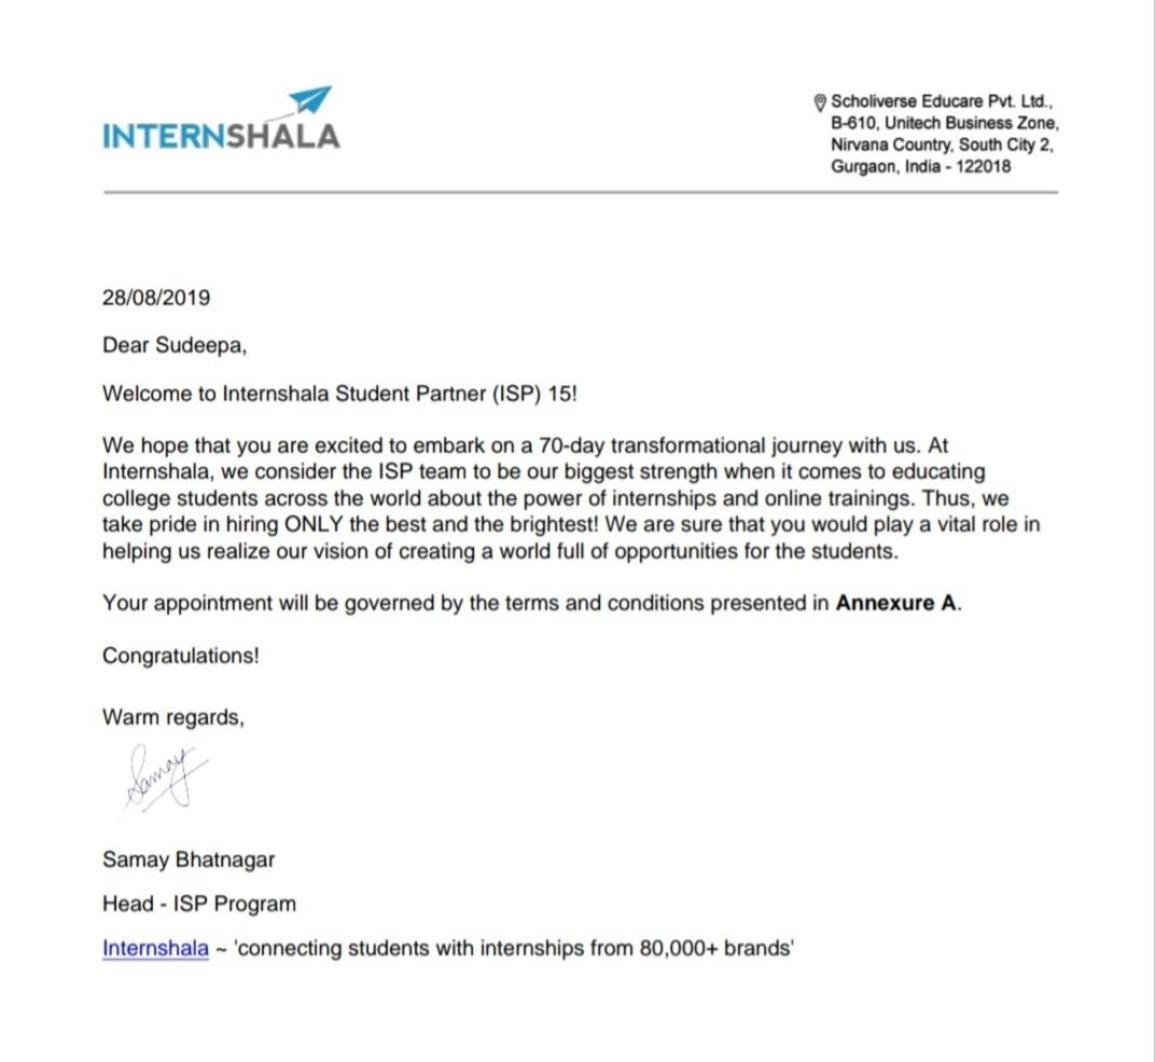 INTERNSHALA
Scholiverse Educare Pvt. Ltd.,
B-610, Unitech Business Zone,
Nirvana Country, South City 2,
Gurgaon, India - 122018
28/08/2019
Dear Sudeepa,
Welcome to Internshala Student Partner (ISP) 15!
We hope that you are excited to embark on a 70-day transformational journey with us. At
Internshala, we consider the ISP team to be our biggest strength when it comes to educating
college students across the world about the power of internships and online trainings. Thus, we
take pride in hiring ONLY the best and the brightest! We are sure that you would play a vital role in
helping us realize our vision of creating a world full of opportunities for the students.
Your appointment will be governed by the terms and conditions presented in Annexure A.
Congratulations!
Warm regards,
Samay
Samay Bhatnagar
Head - ISP Program
Internshala ~ 'connecting students with internships from 80,000+ brands'